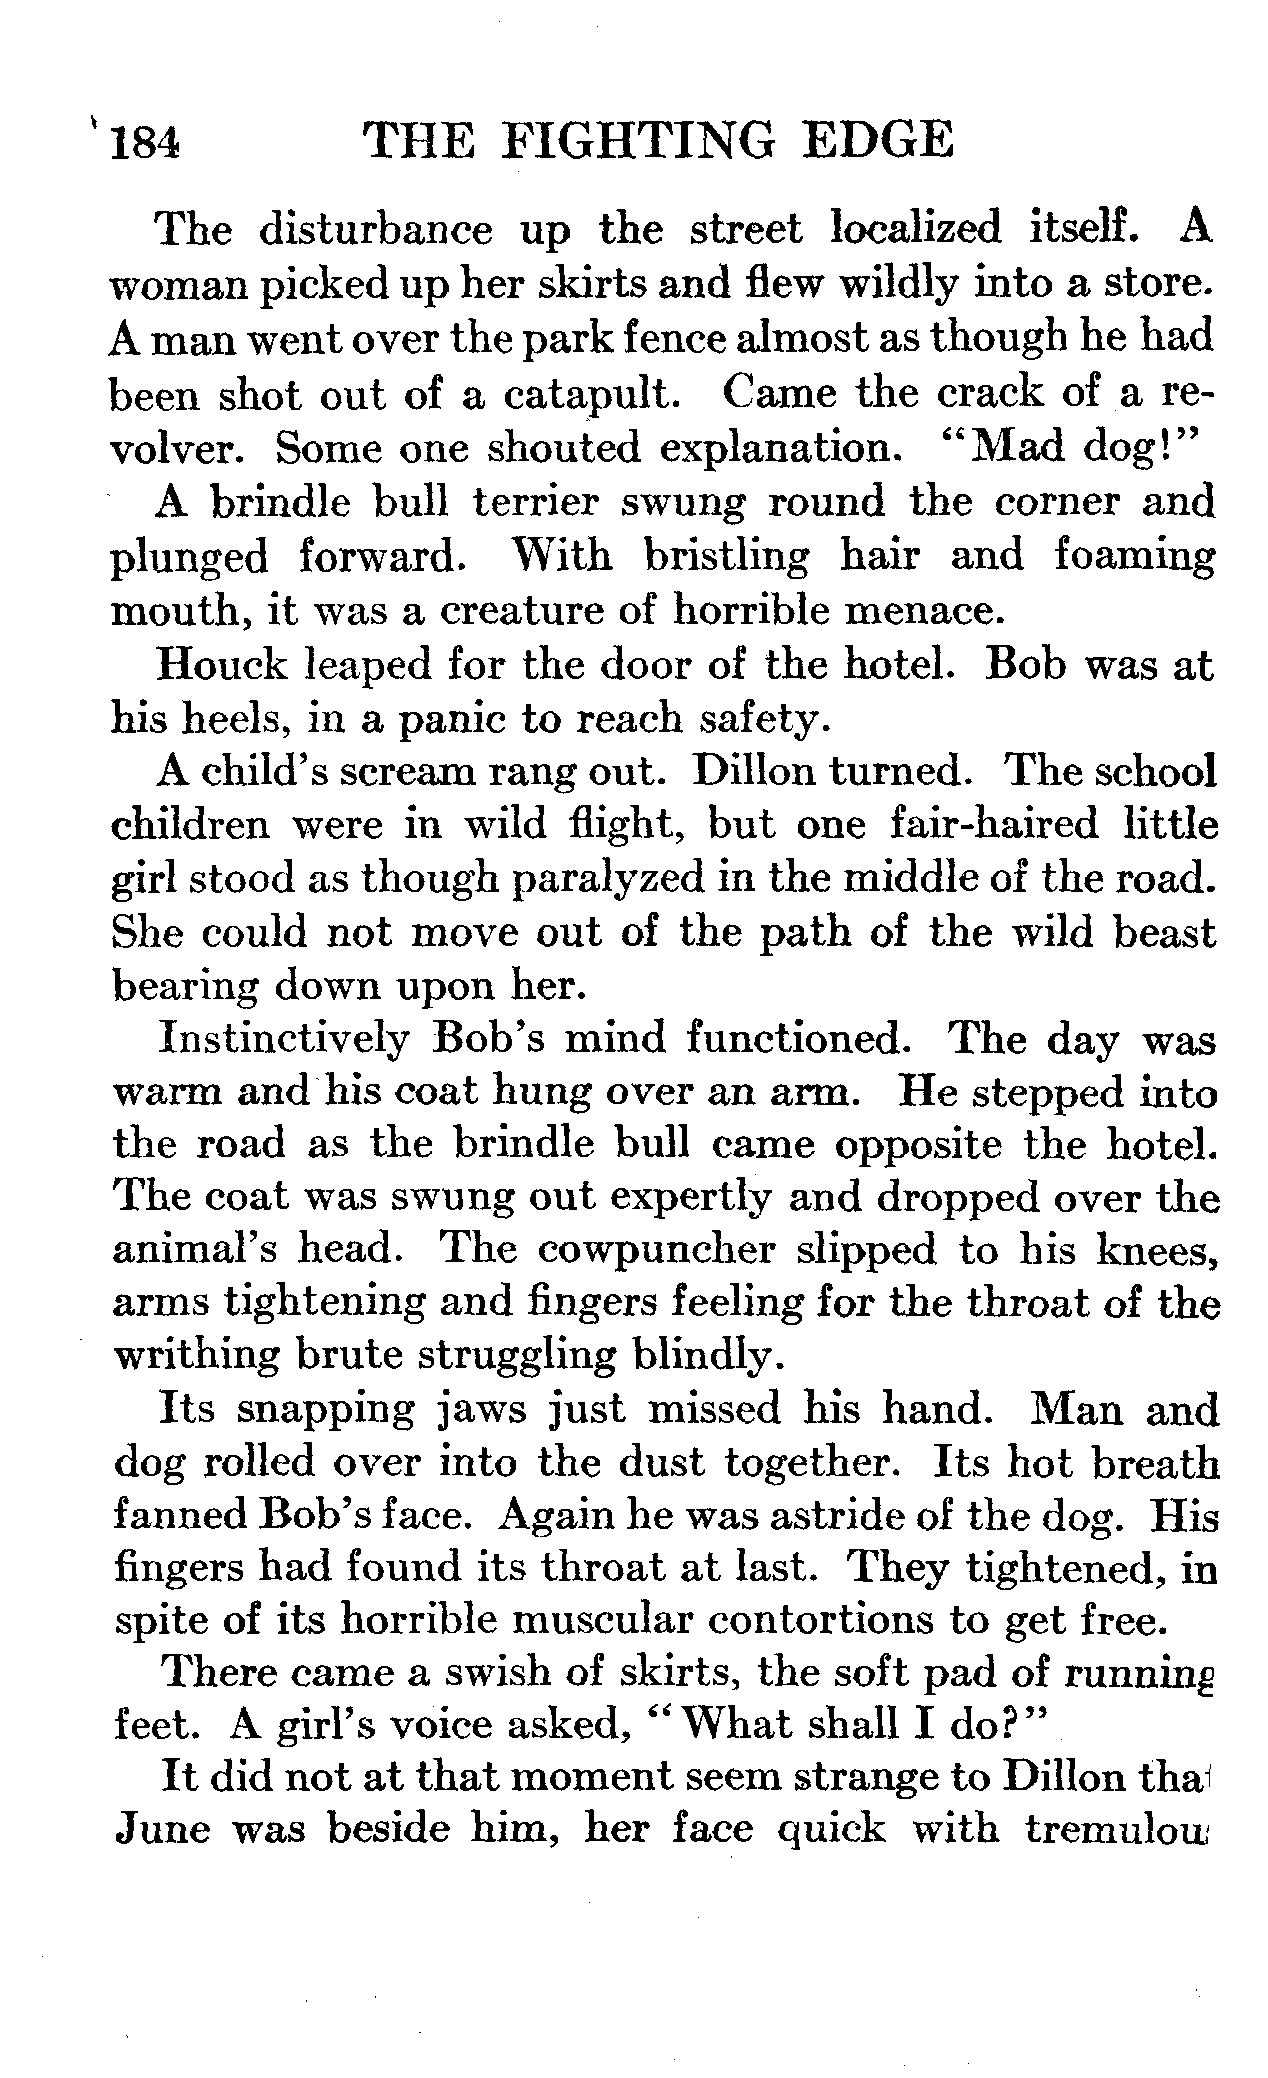 184 THE FIGHTING EDGE
The disturbance up the street localized itself. A
woman picked up her skirts and flew wildly into a store.
A man went over the park fence almost as though he had
been shot out of a catapult. Came the crack of a re-
volver. Some one shouted explanation. “Mad dog!”
A brindle bull terrier swung round the corner and
plunged forward. With bristling hair and foaming
mouth, it was a creature of horrible menace.
Houck leaped for the door of the hotel. Bob was at
his heels, in a panic to reach safety.
A child’s scream rang out. Dillon turned. The school
children were in wild flight, but one fair-haired little
girl stood as though paralyzed in the middle of the road.
She could not move out of the path of the wild beast
bearing down upon her.
Instinctively Bob’s mind functioned. The day was
warm and his coat hung over an arm. He stepped into
the road as the brindle bull came opposite the hotel.
The coat was swung out expertly and dropped over the
animal’s head. The cowpuncher slipped to his knees,
arms tightening and fingers feeling for the throat of the
writhing brute struggling blindly.
Its snapping jaws just missed his hand. Man and
dog rolled over into the dust together. Its hot breath
fanned Bob’s face. Again he was astride of the dog. His
fingers had found its throat at last. They tightened, in
spite of its horrible muscular contortions to get free.
There came a swish of skirts, the soft pad of running
feet. A girl’s voice asked, “What shall I do?”
It did not at that moment seem strange to Dillon that
June was beside him, her face quick with tremulous